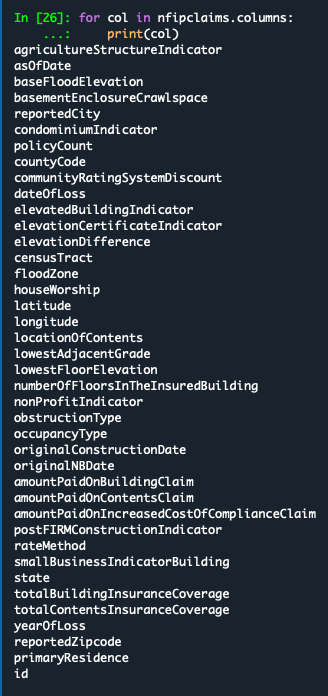 In [26]: for col in nfipclaims.columns:
    ...:     print(col)
agricultureStructureIndicator
asOfDate
baseFloodElevation
basementEnclosureCrawlspace
reportedCity
condominiumIndicator
policyCount
countyCode
communityRatingSystemDiscount
dateOfLoss
elevatedBuildingIndicator
elevationCertificateIndicator
elevationDifference
censusTract
floodZone
houseWorship
latitude
longitude
locationOfContents
lowestAdjacentGrade
lowestFloorElevation
numberOfFloorsInTheInsuredBuilding
nonProfitIndicator
obstructionType
occupancyType
originalConstructionDate
originalNBDate
amountPaidOnBuildingClaim
amountPaidOnContentsClaim
amountPaidOnIncreasedCostOfComplianceClaim
postFIRMConstructionIndicator
rateMethod
smallBusinessIndicatorBuilding
state
totalBuildingInsuranceCoverage
totalContentsInsuranceCoverage
yearOfLoss
reportedZipcode
primaryResidence
id